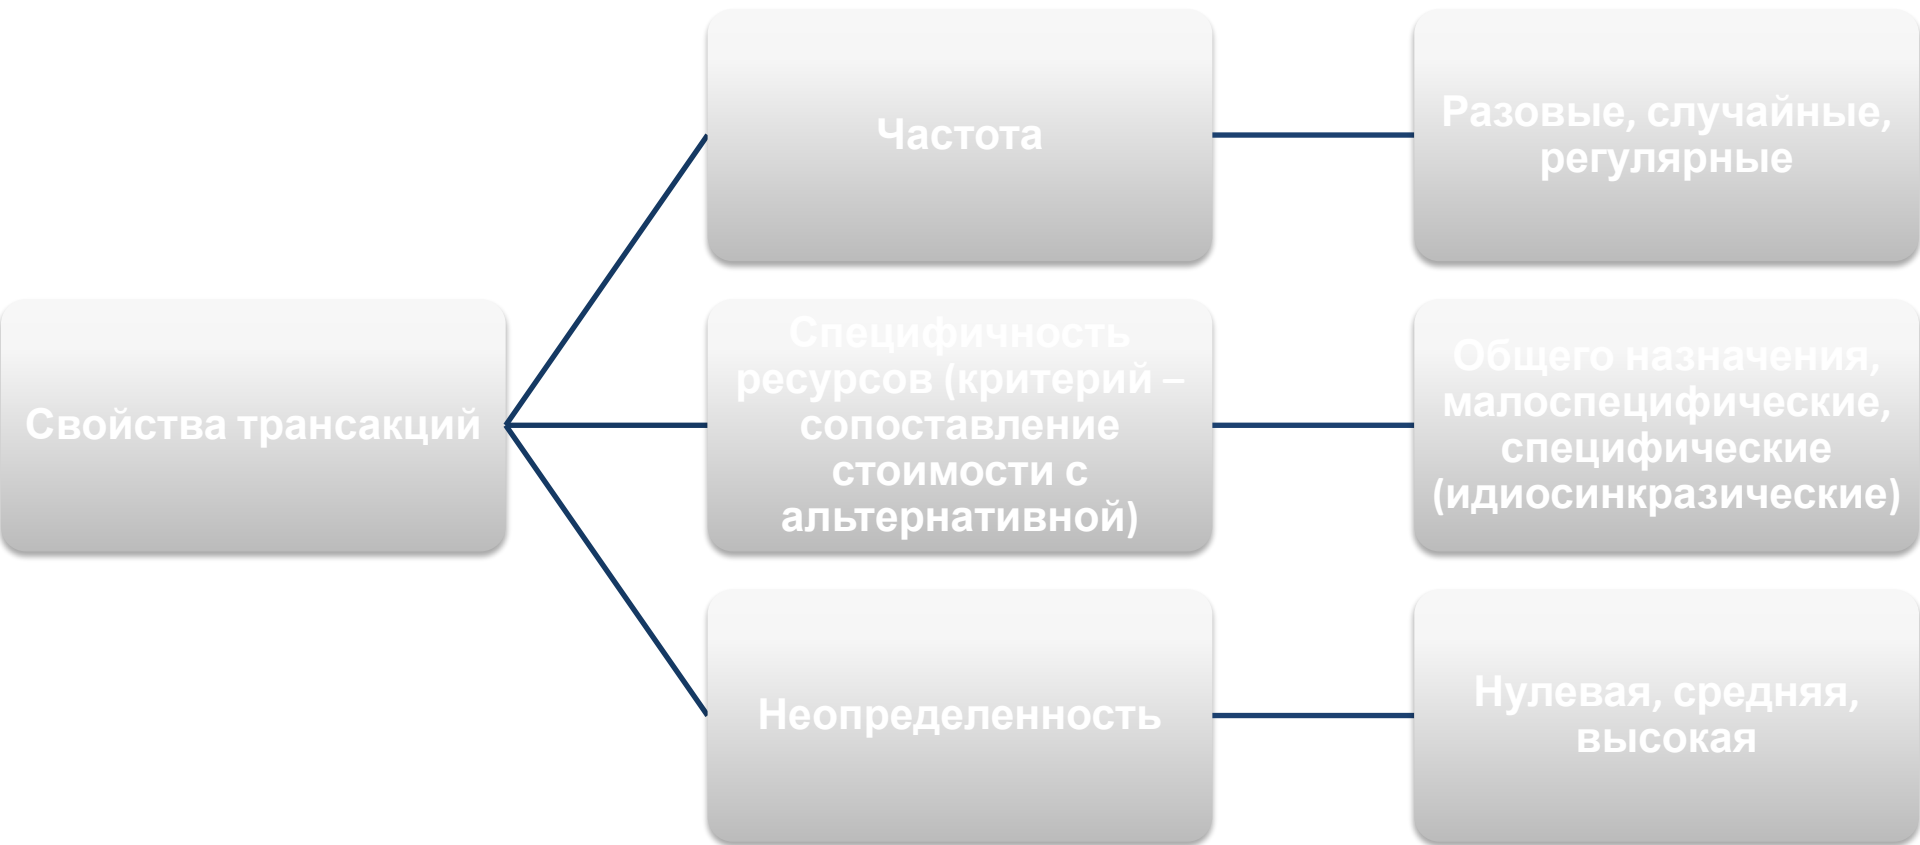 Свойства трансакций
Частота
Разовые, случайные,
регулярные
Специфичность
ресурсов (критерий –
сопоставление
стоимости с
альтернативной)
Общего назначения,
малоспецифические,
специфические
(идиосинкразические)
Неопределенность
Нулевая, средняя,
высокая